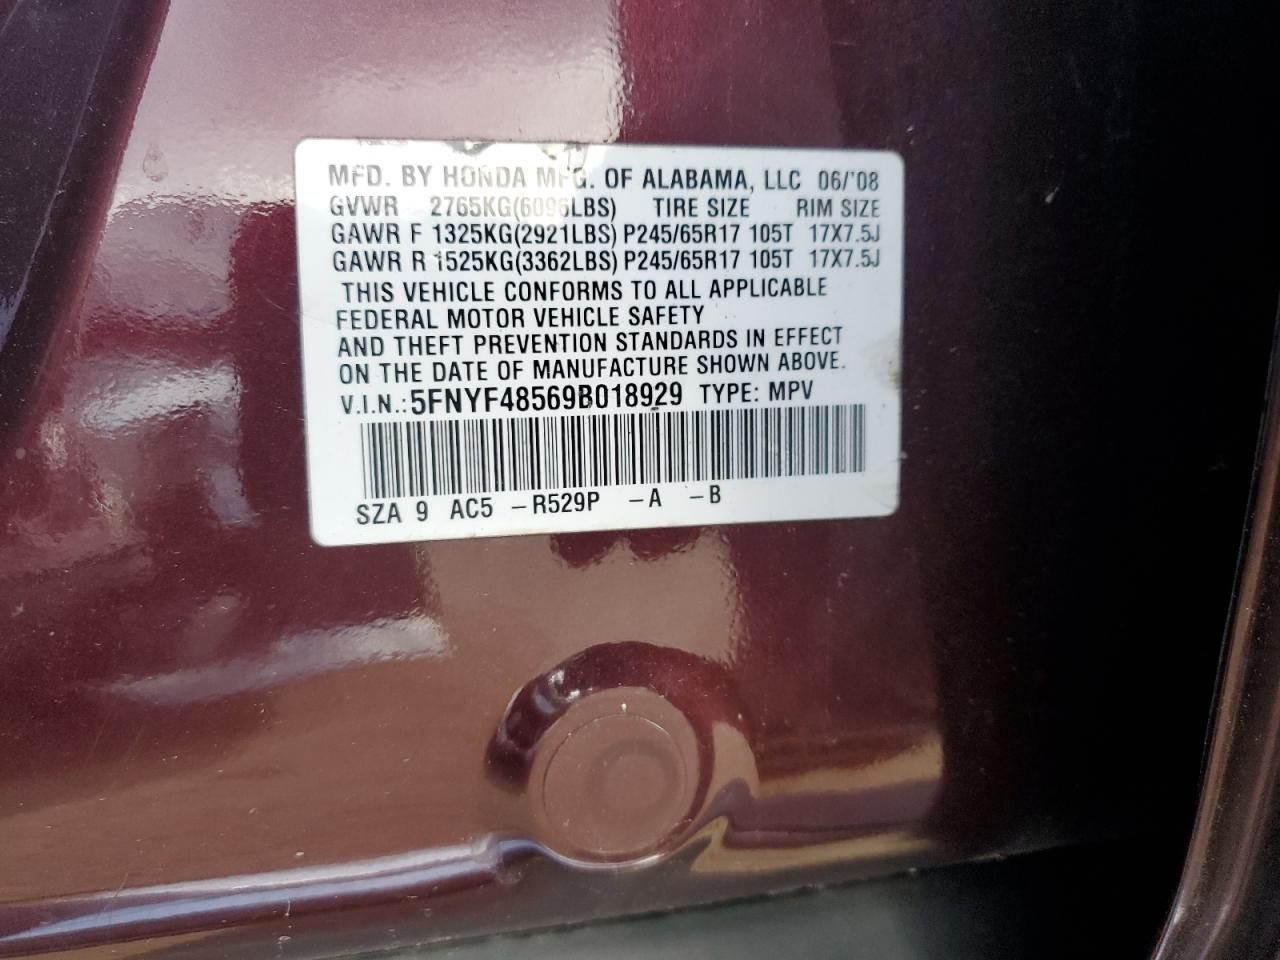 MFD. BY HONDA MFG. OF ALABAMA, LLC 06/'08
GVWR 2765KG(6096LBS) TIRE SIZE RIM SIZE
GAWR F 1325KG(2921LBS) P245/65R17 105T 17X7.5J
GAWR R 1525KG(3362LBS) P245/65R17 105T 17X7.5J
THIS VEHICLE CONFORMS TO ALL APPLICABLE
FEDERAL MOTOR VEHICLE SAFETY
AND THEFT PREVENTION STANDARDS IN EFFECT
ON THE DATE OF MANUFACTURE SHOWN ABOVE.
V.I.N.: 5FNYF48569B018929 TYPE: MPV
SZA 9 AC5 -R529P -A -B